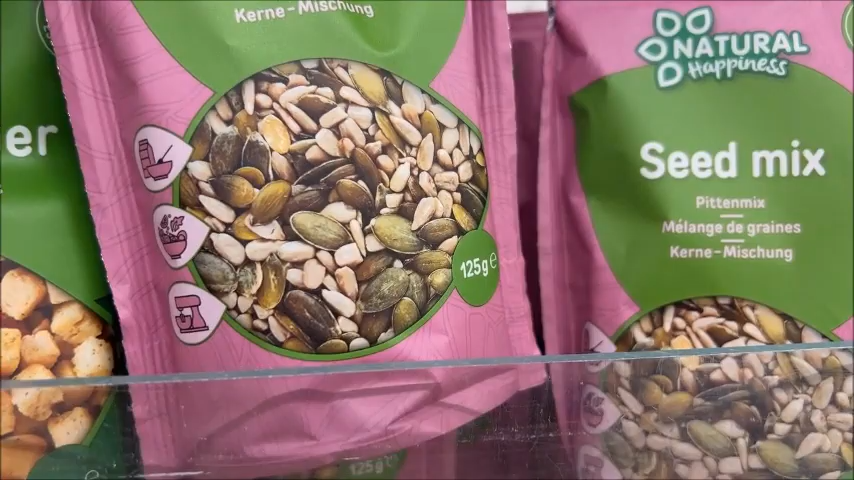 Kerne-Mischung
er
125g℮
NATURAL
Happiness
Seed mix
Pittenmix
Mélange de graines
Kerne-Mischung
125g